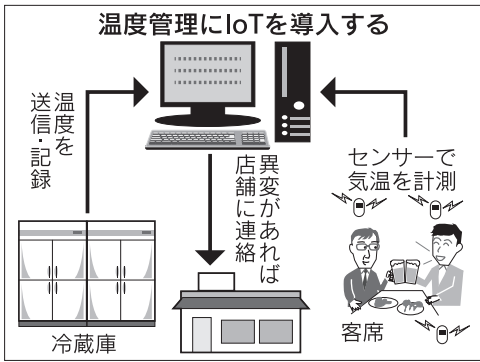 温度管理にIoTを導入する
温度を
送信・記録
異変があれば
店舗に連絡
センサーで
気温を計測
冷蔵庫
客席